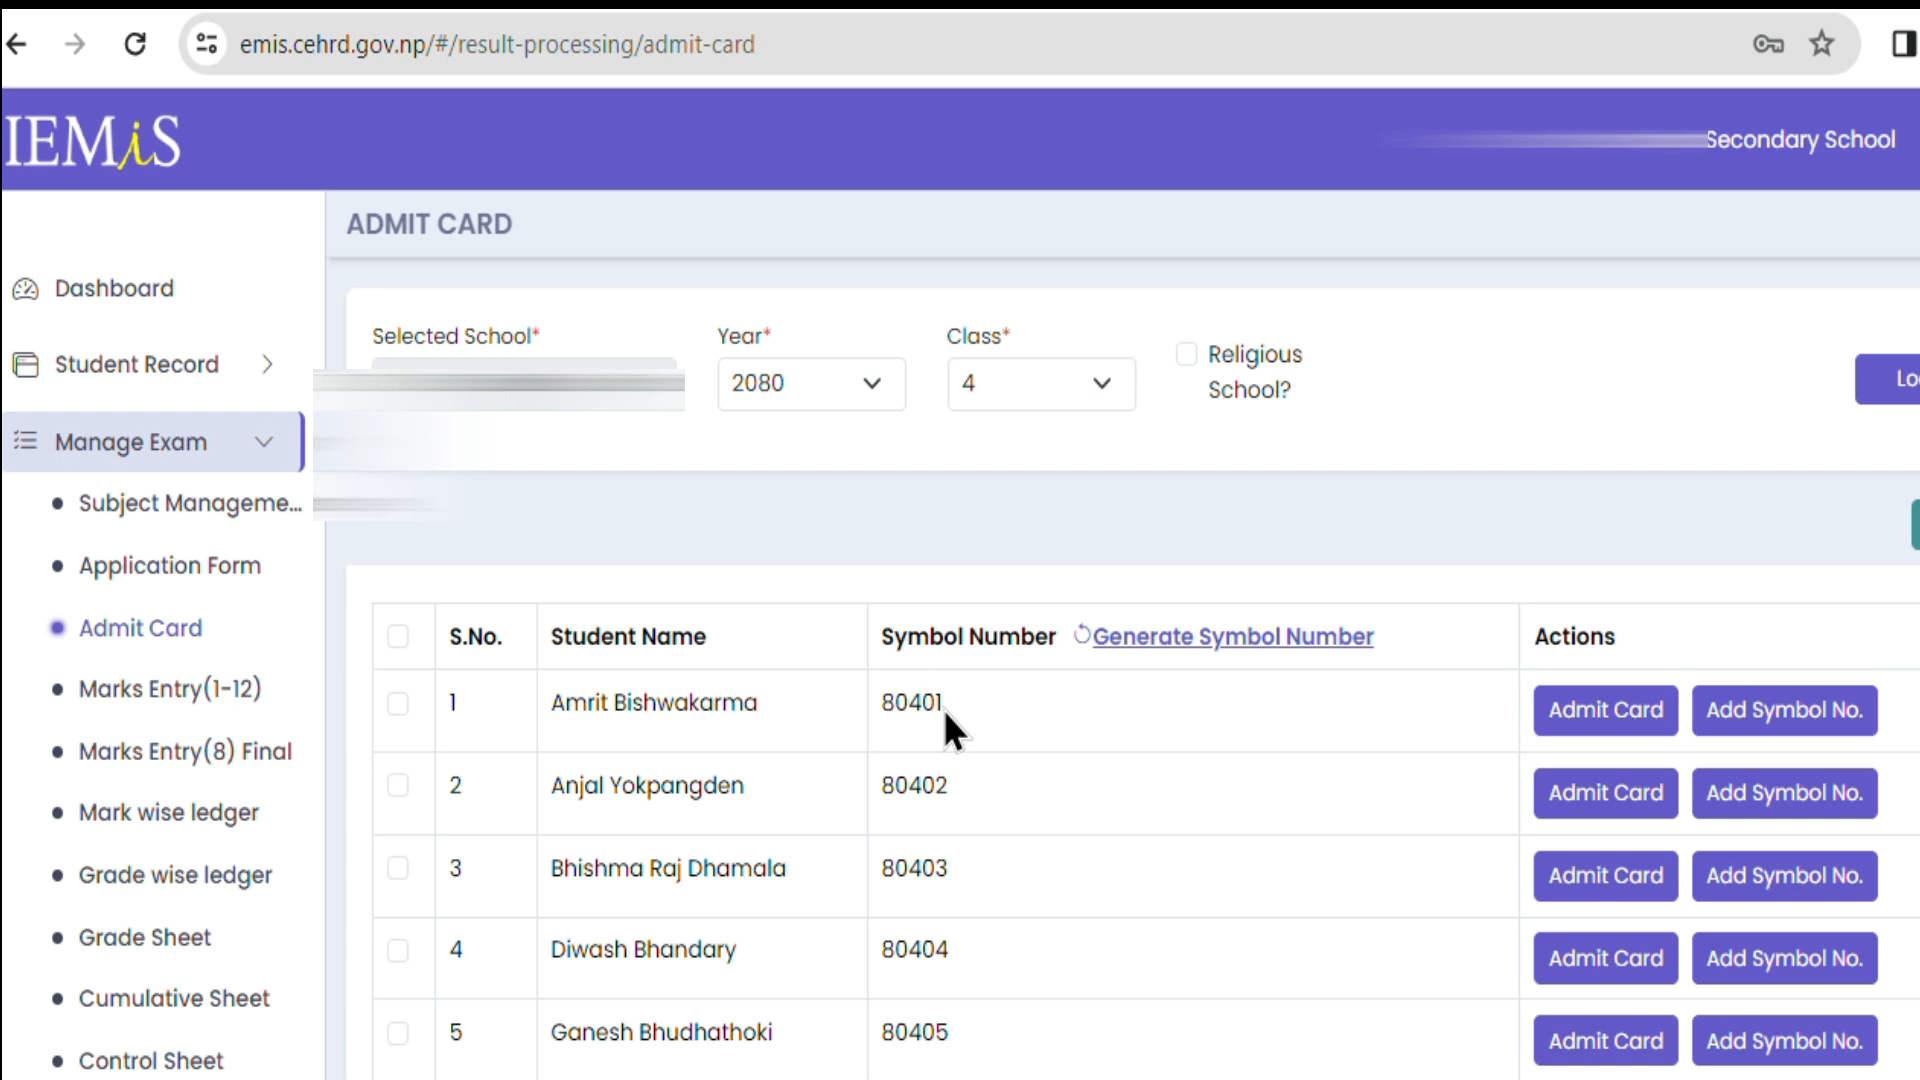 emis.cehrd.gov.np/#/result-processing/admit-card
IEMiS
Secondary School
ADMIT CARD
Dashboard
Student Record
Manage Exam
Subject Manageme...
Application Form
Admit Card
Marks Entry(1-12)
Marks Entry(8) Final
Mark wise ledger
Grade wise ledger
Grade Sheet
Cumulative Sheet
Control Sheet
Selected School* Year* Class*
2080 4 Religious School?
Lo
S.No. Student Name Symbol Number Generate Symbol Number Actions
1 Amrit Bishwakarma 80401 Admit Card Add Symbol No.
2 Anjal Yokpangden 80402 Admit Card Add Symbol No.
3 Bhishma Raj Dhamala 80403 Admit Card Add Symbol No.
4 Diwash Bhandary 80404 Admit Card Add Symbol No.
5 Ganesh Bhudhathoki 80405 Admit Card Add Symbol No.